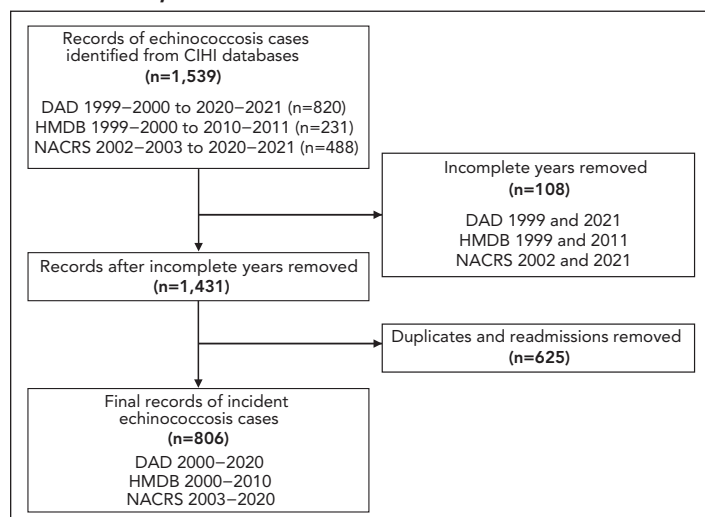 Records of echinococcosis cases
identified from CIHI databases
(n=1,539)
DAD 1999–2000 to 2020–2021 (n=820)
HMDB 1999–2000 to 2010–2011 (n=231)
NACRS 2002–2003 to 2020–2021 (n=488)
Incomplete years removed
(n=108)
DAD 1999 and 2021
HMDB 1999 and 2011
NACRS 2002 and 2021
Records after incomplete years removed
(n=1,431)
Duplicates and readmissions removed
(n=625)
Final records of incident
echinococcosis cases
(n=806)
DAD 2000–2020
HMDB 2000–2010
NACRS 2003–2020